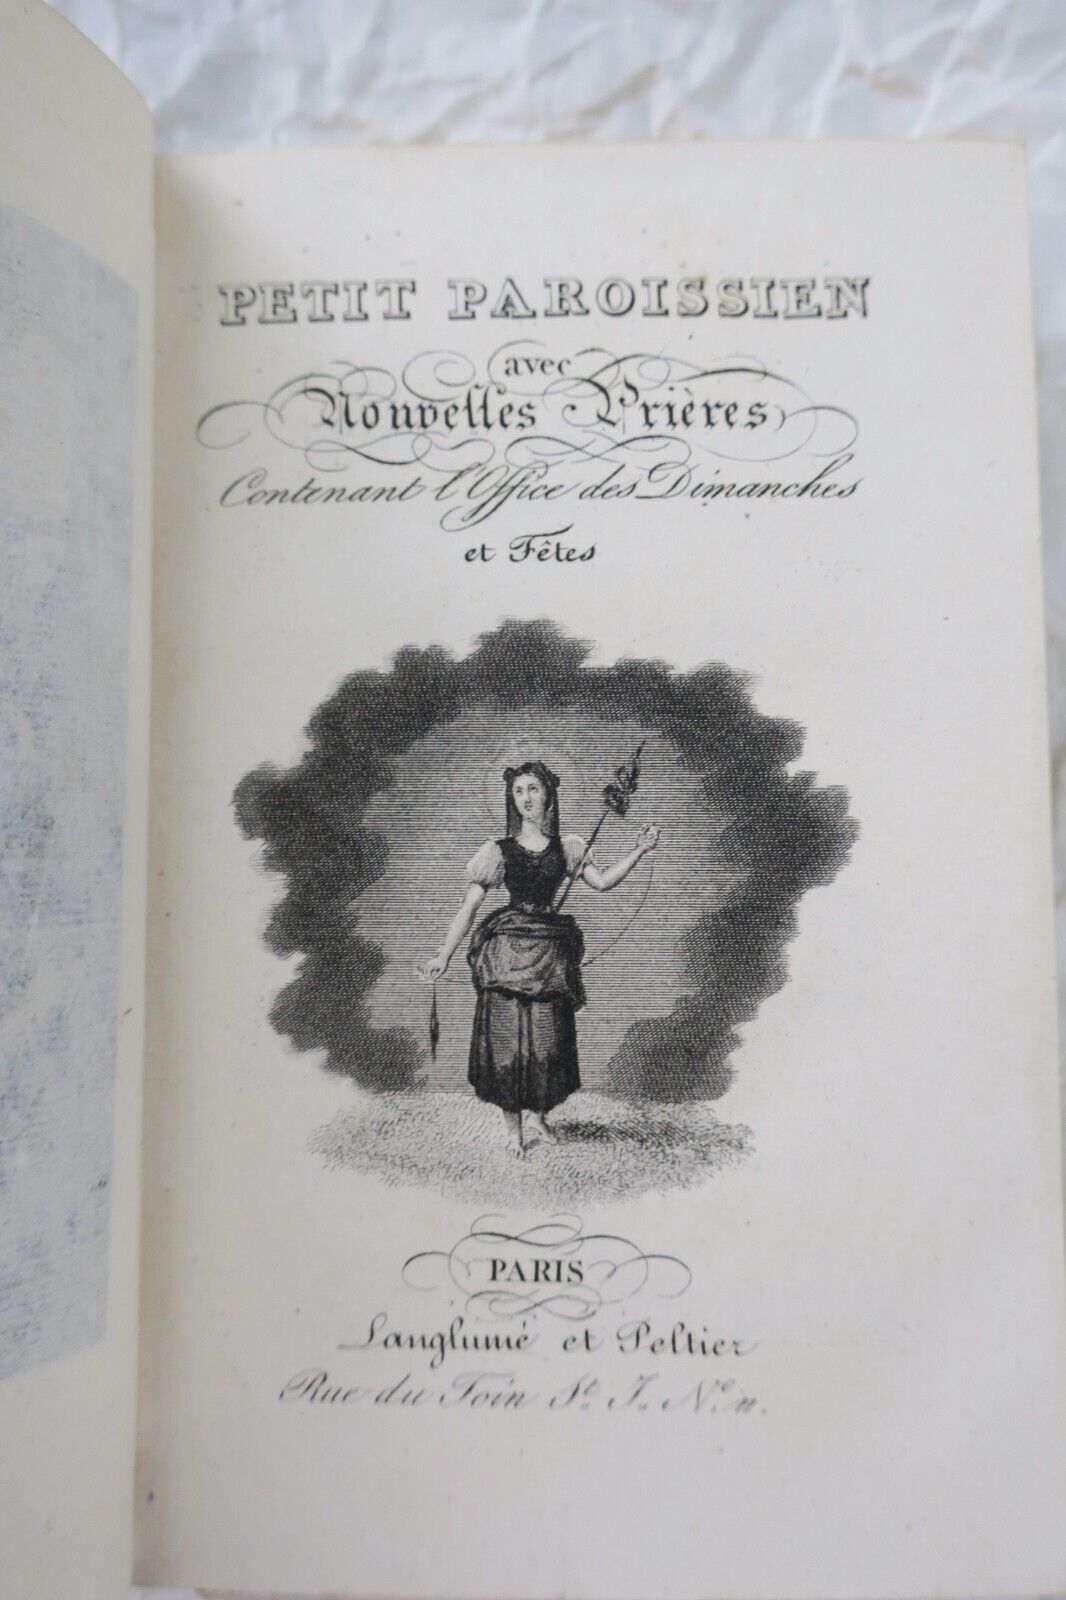 PETIT PAROISSIEN
avec
Nouvelles Prières
Contenant l'Office des Dimanches
et Fêtes
PARIS
Langlumé et Peltier
Rue du Foin St. J. No. 11.